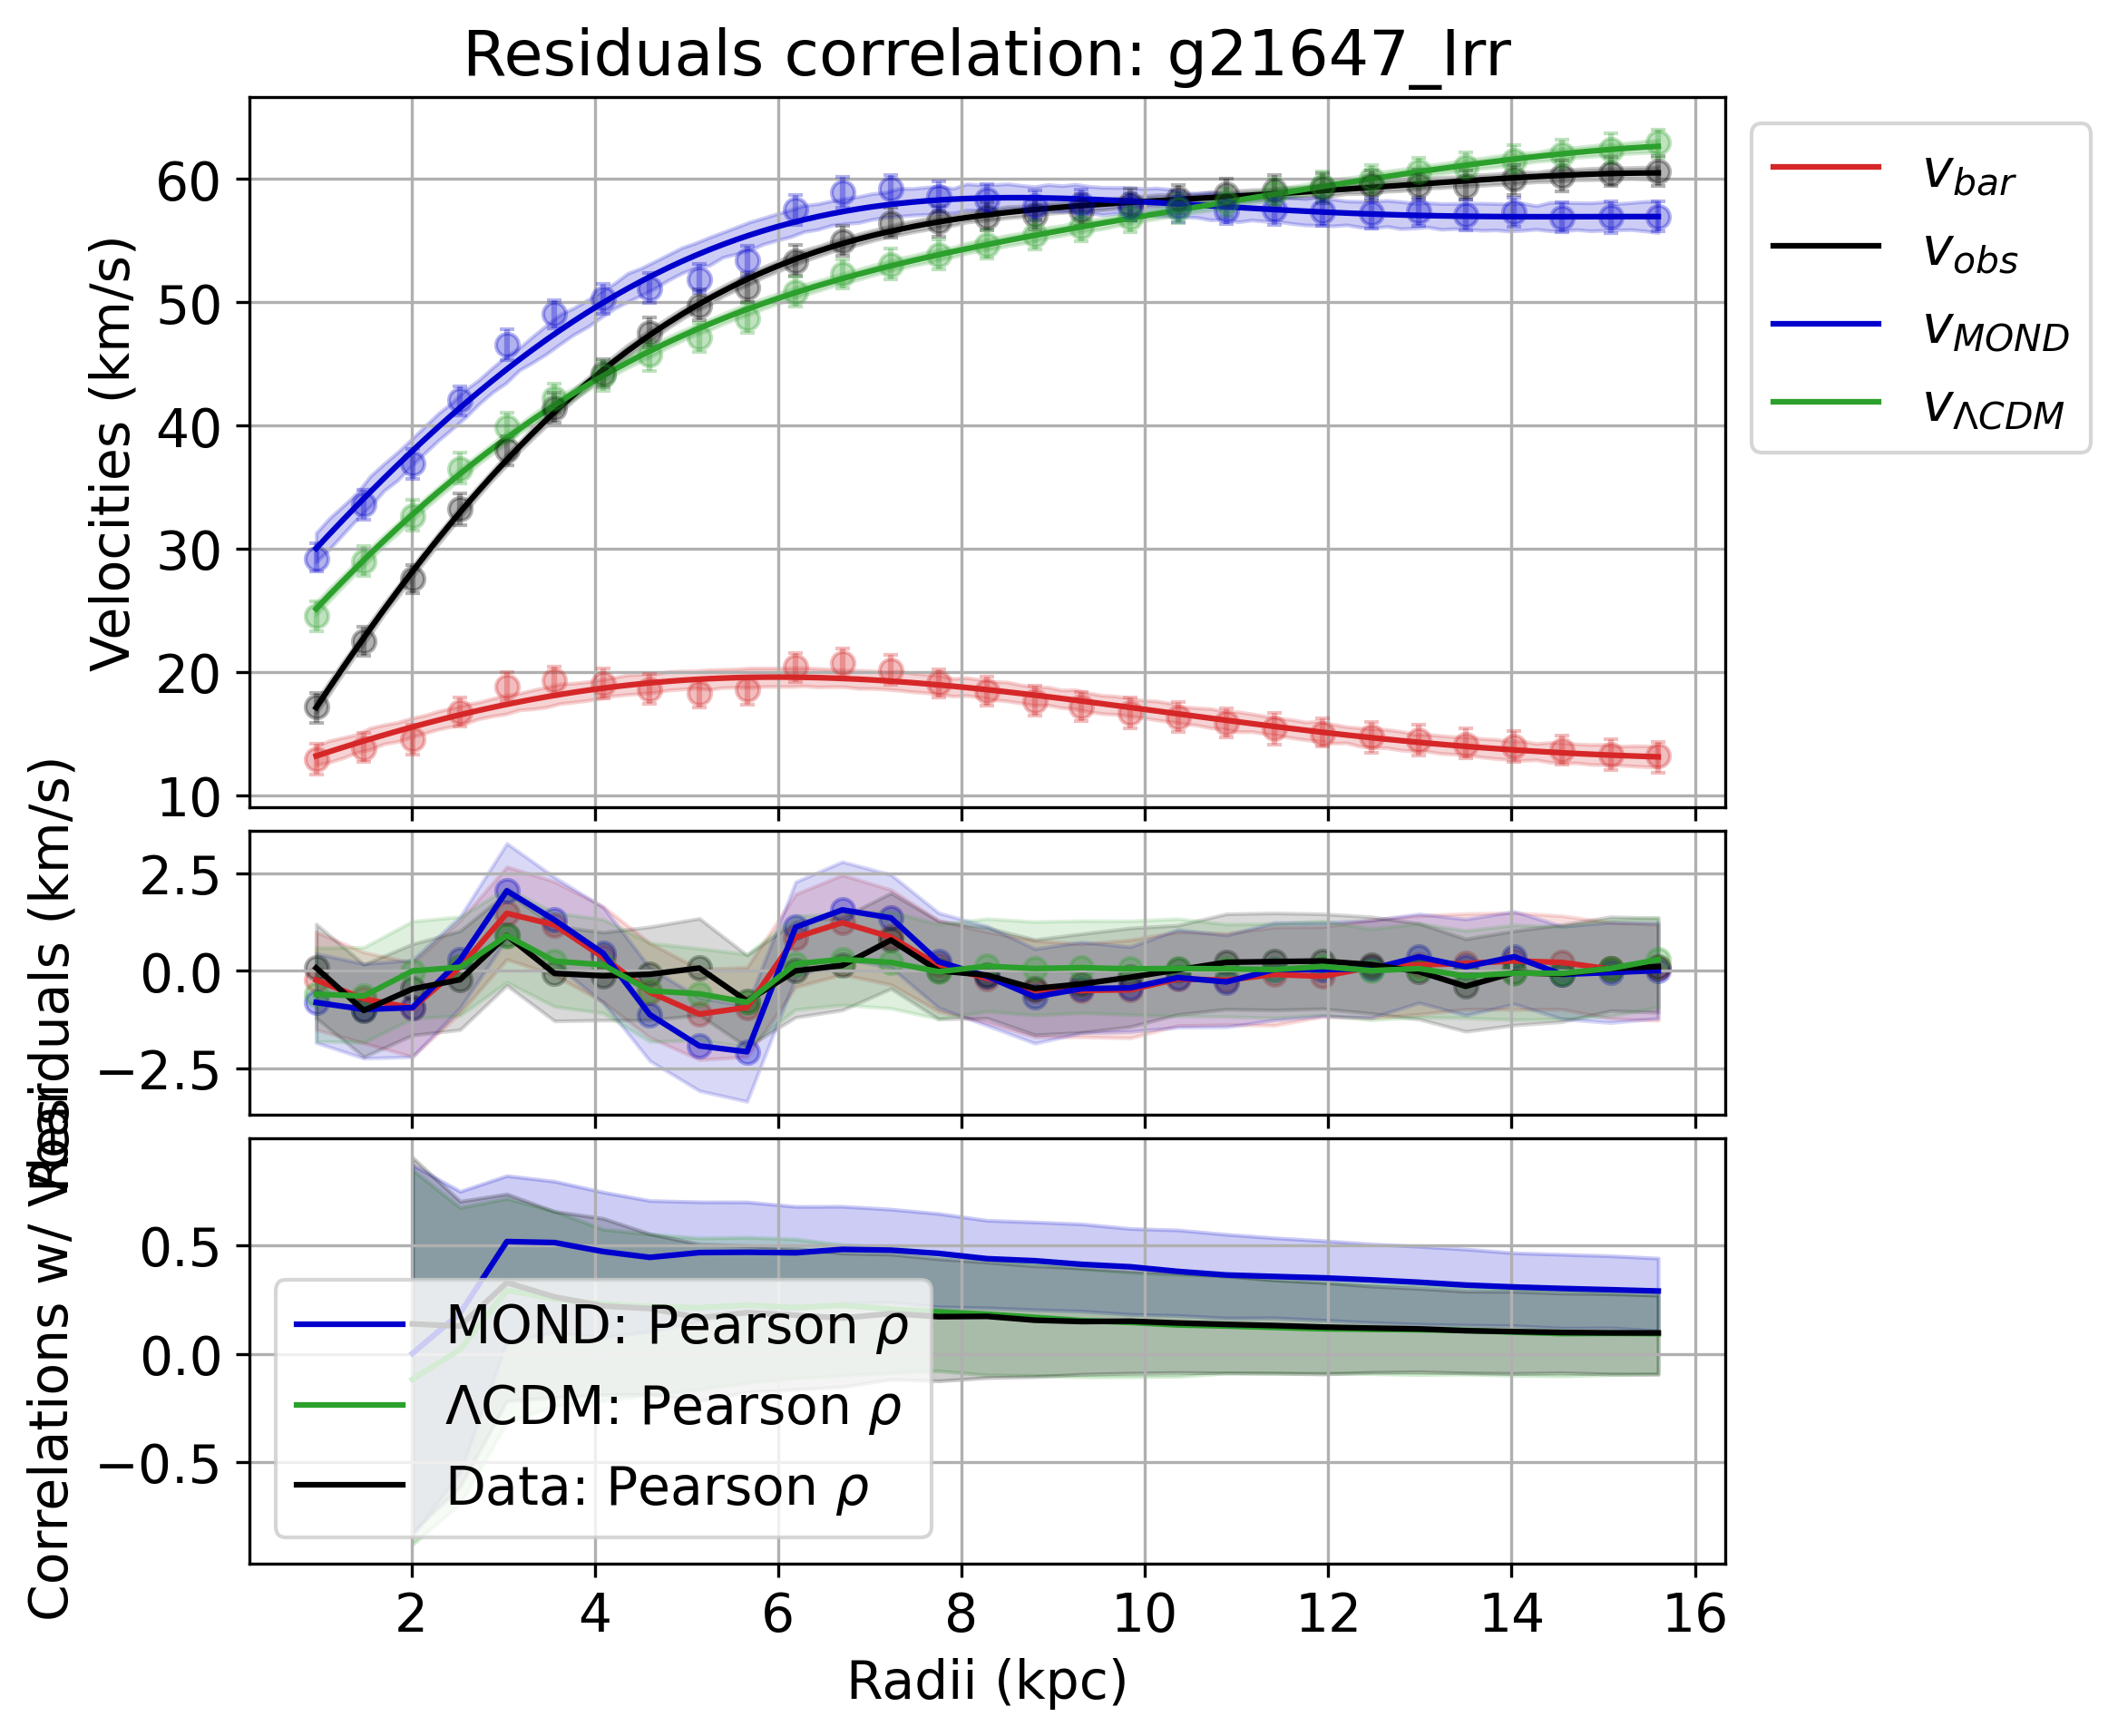 Residuals correlation: g21647_Irr
Velocities (km/s)
60
50
40
30
20
10
v_bar
v_obs
v_MOND
v_ΛCDM
Residuals (km/s)
2.5
0.0
−2.5
Correlations w/ V_bar
0.5
0.0
−0.5
MOND: Pearson ρ
ΛCDM: Pearson ρ
Data: Pearson ρ
2 4 6 8 10 12 14 16
Radii (kpc)